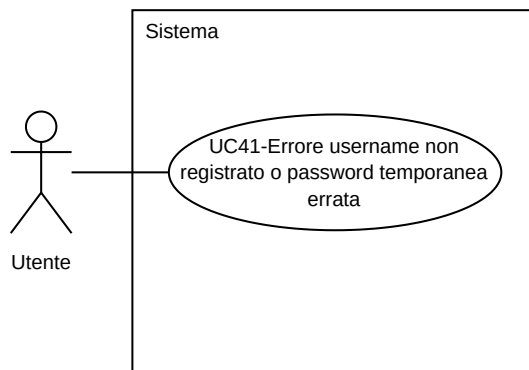 Sistema
UC41-Errore username non
registrato o password temporanea
errata
Utente